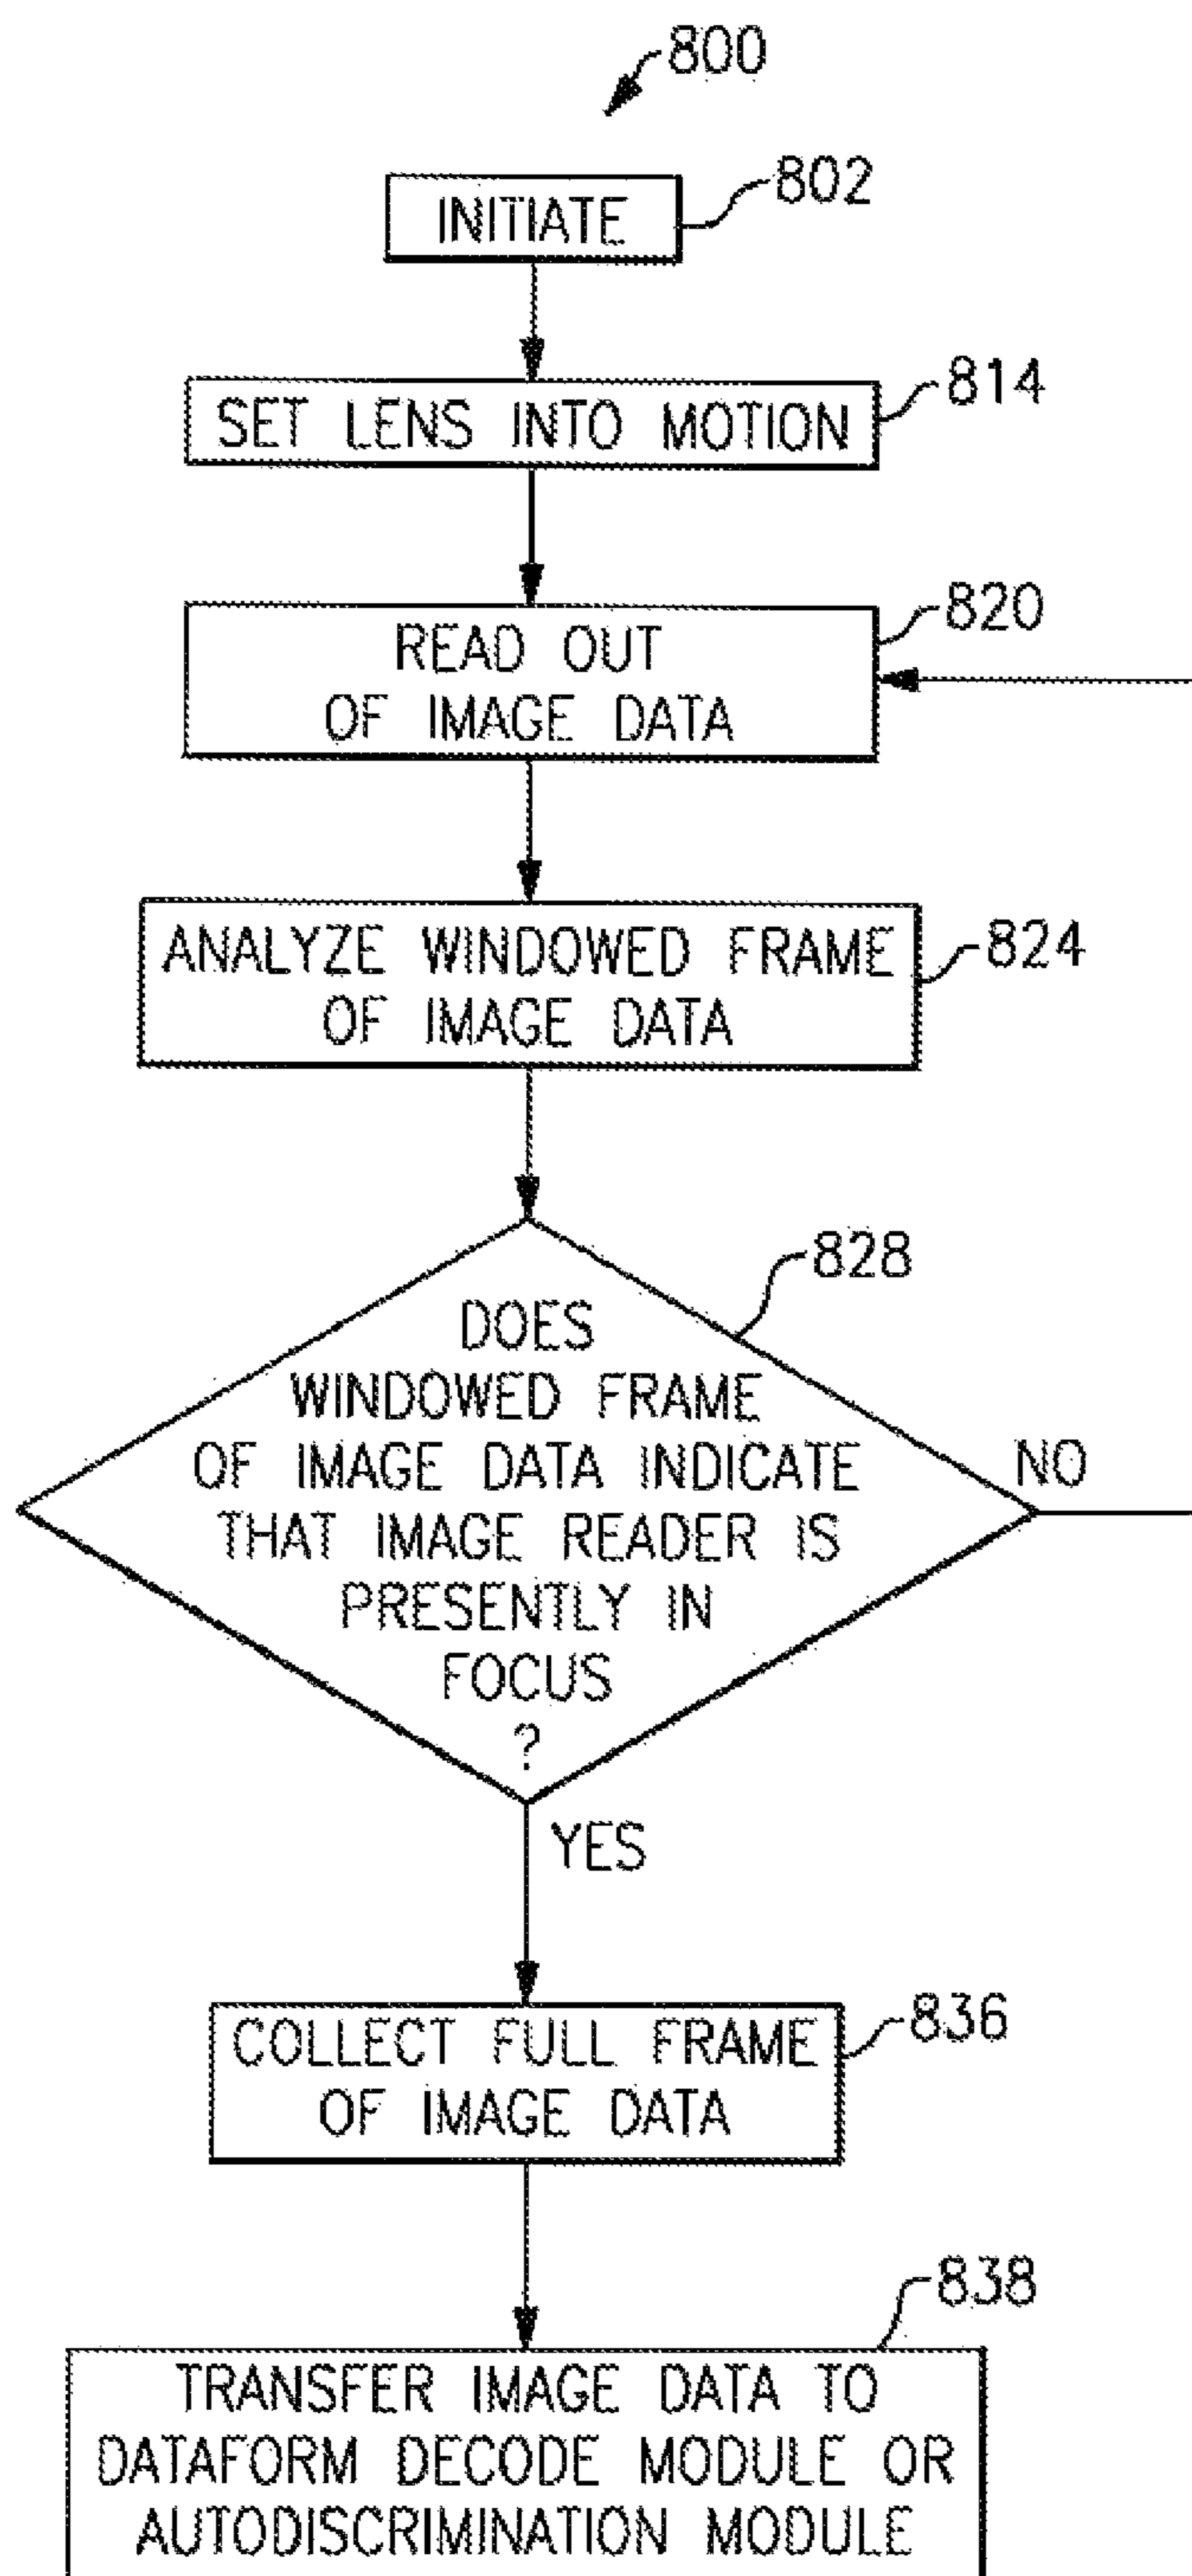 800
INITIATE
802
SET LENS INTO MOTION
814
READ OUT
OF IMAGE DATA
820
ANALYZE WINDOWED FRAME
OF IMAGE DATA
824
DOES
WINDOWED FRAME
OF IMAGE DATA INDICATE
THAT IMAGE READER IS
PRESENTLY IN
FOCUS
?
828
NO
YES
COLLECT FULL FRAME
OF IMAGE DATA
836
838
TRANSFER IMAGE DATA TO
DATAFORM DECODE MODULE OR
AUTODISCRIMINATION MODULE